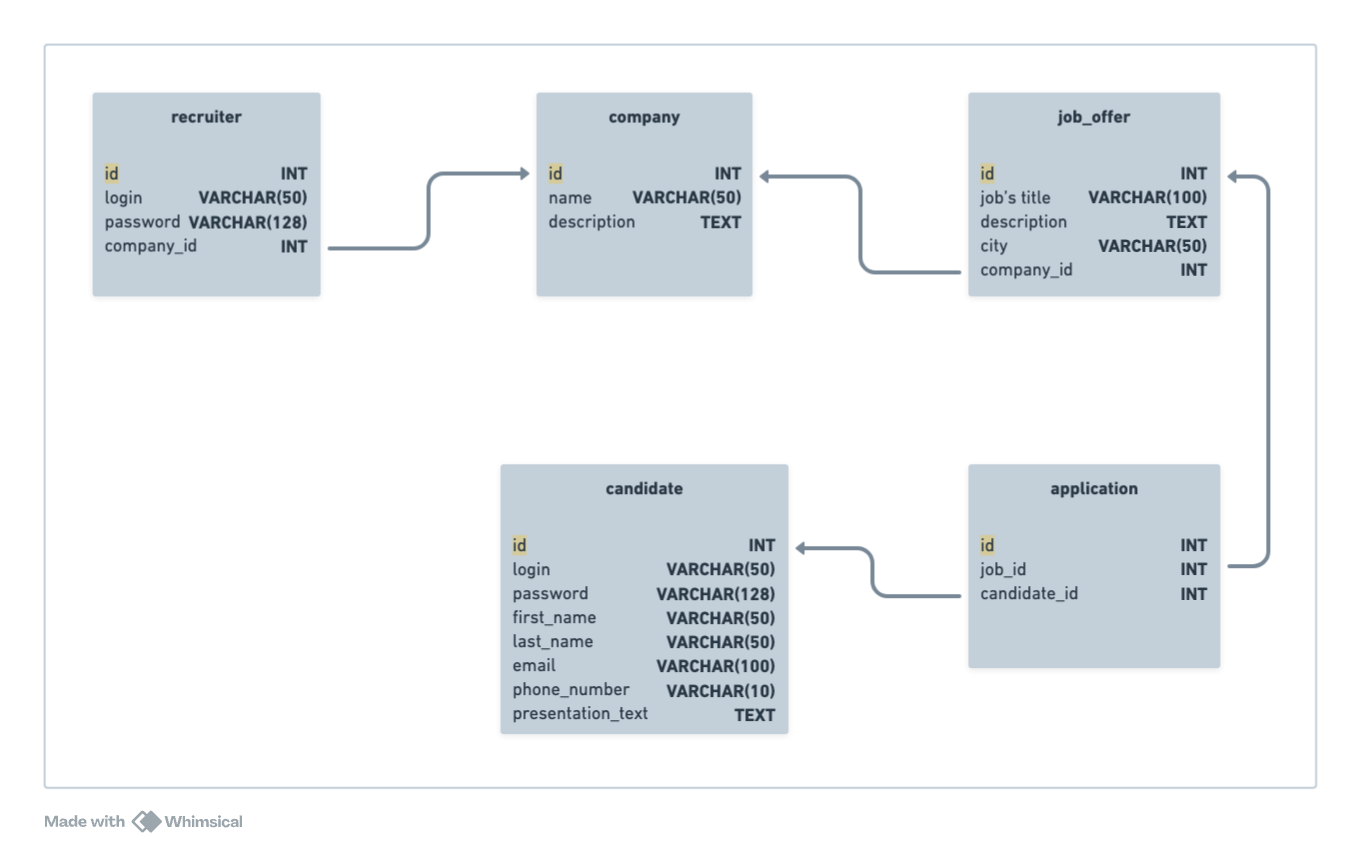 recruiter
id INT
login VARCHAR(50)
password VARCHAR(128)
company_id INT
company
id INT
name VARCHAR(50)
description TEXT
job_offer
id INT
job's title VARCHAR(100)
description TEXT
city VARCHAR(50)
company_id INT
candidate
id INT
login VARCHAR(50)
password VARCHAR(128)
first_name VARCHAR(50)
last_name VARCHAR(50)
email VARCHAR(100)
phone_number VARCHAR(10)
presentation_text TEXT
application
id INT
job_id INT
candidate_id INT
Made with Whimsical